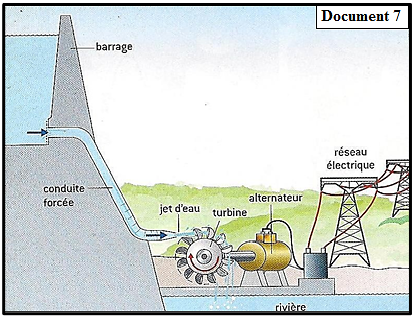 Document 7
barrage
réseau
électrique
conduite
forcée
alternateur
jet d'eau
turbine
rivière